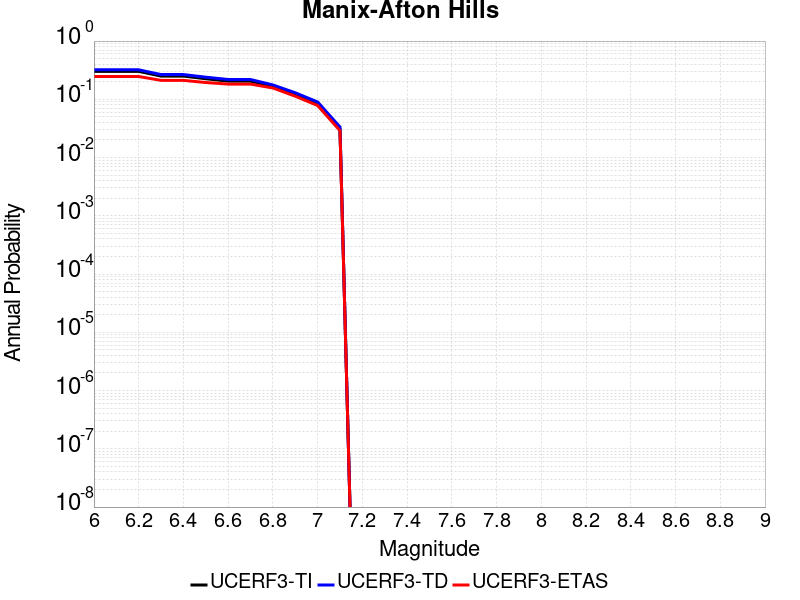 Manix-Afton Hills
Annual Probability
10^0
10^-1
10^-2
10^-3
10^-4
10^-5
10^-6
10^-7
10^-8
6 6.2 6.4 6.6 6.8 7 7.2 7.4 7.6 7.8 8 8.2 8.4 8.6 8.8 9
Magnitude
UCERF3-TI UCERF3-TD UCERF3-ETAS